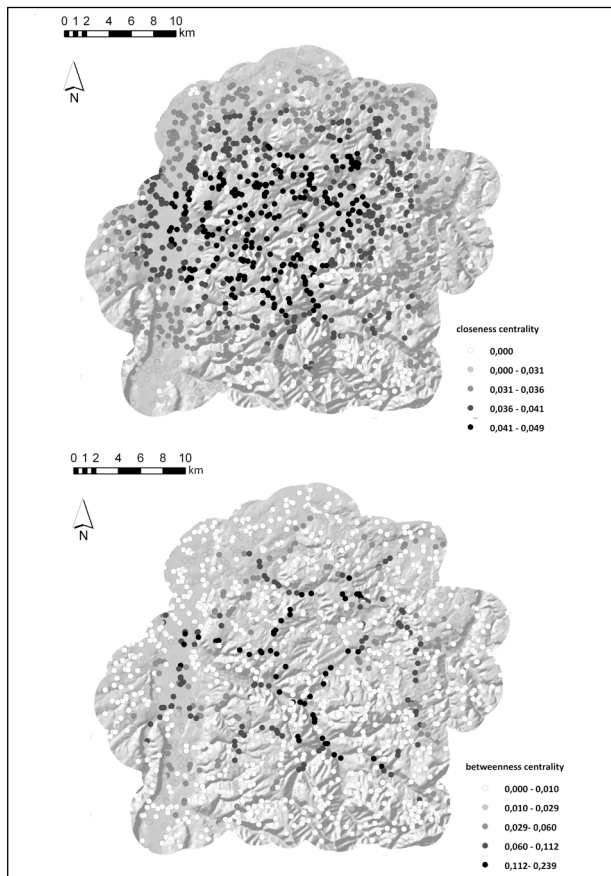 0 1 2 4 6 8 10
km
N
closeness centrality
0,000
0,000 - 0,031
0,031 - 0,036
0,036 - 0,041
0,041 - 0,049
0 1 2 4 6 8 10
km
N
betweenness centrality
0,000 - 0,010
0,010 - 0,029
0,029- 0,060
0,060 - 0,112
0,112- 0,239